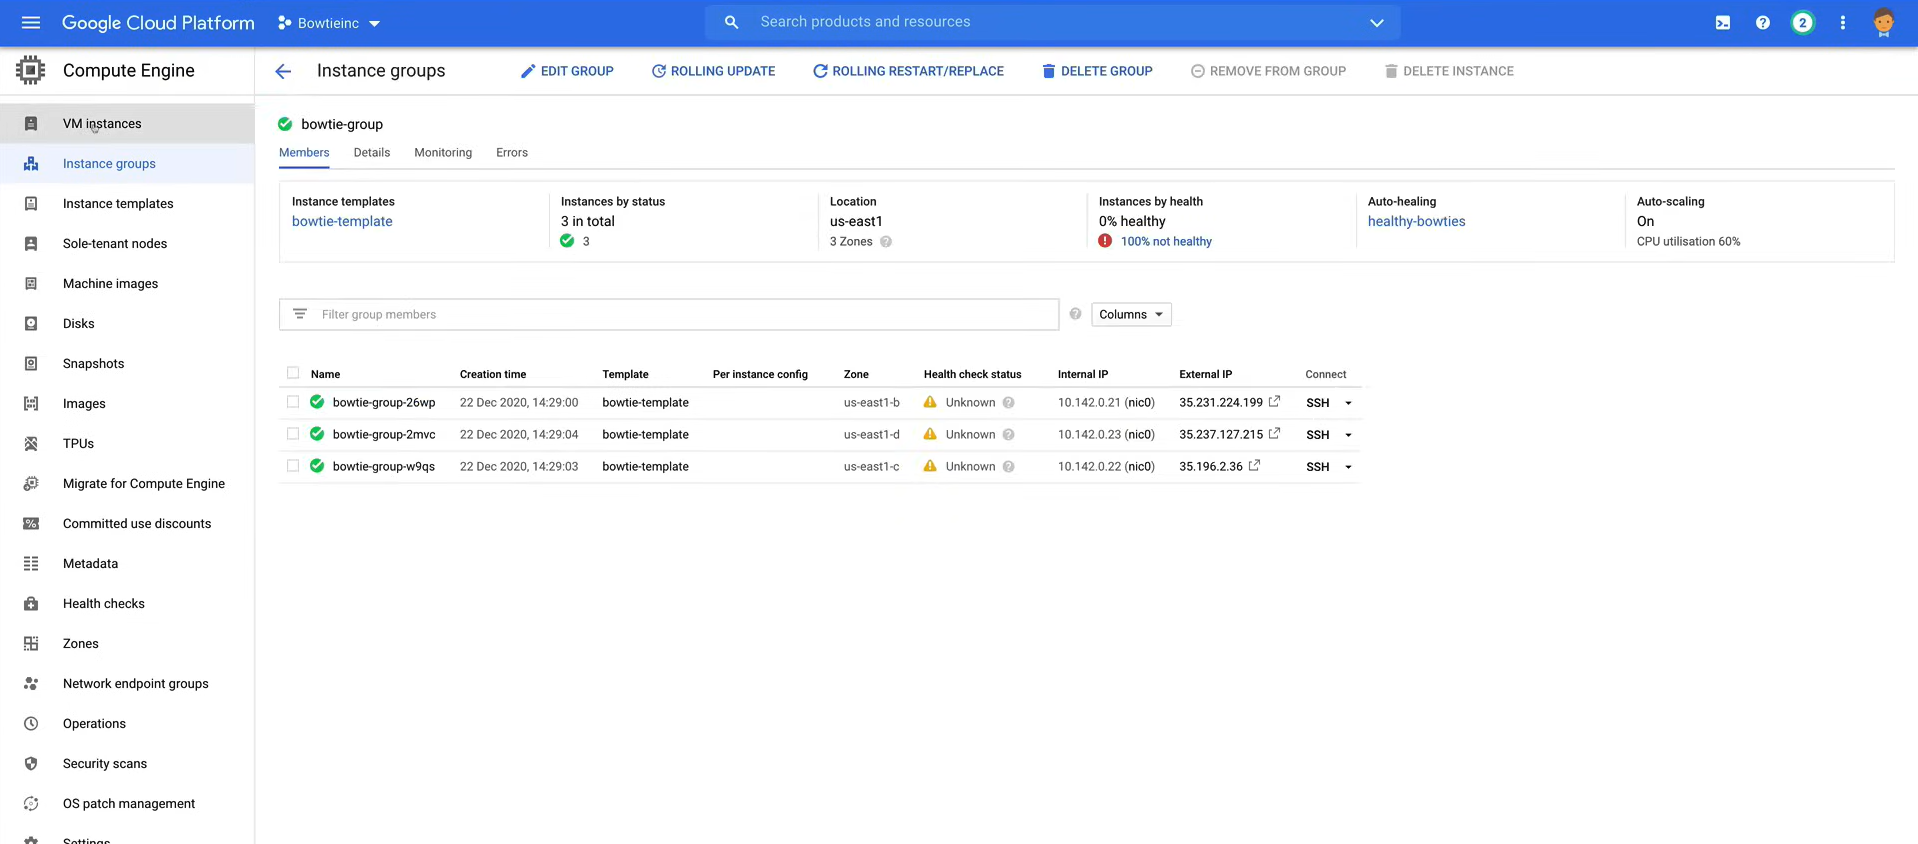 Google Cloud Platform
Bowtieinc
Search products and resources
2
Compute Engine
Instance groups
EDIT GROUP
ROLLING UPDATE
ROLLING RESTART/REPLACE
DELETE GROUP
REMOVE FROM GROUP
DELETE INSTANCE
VM instances
Instance groups
Instance templates
Sole-tenant nodes
Machine images
Disks
Snapshots
Images
TPUs
Migrate for Compute Engine
Committed use discounts
Metadata
Health checks
Zones
Network endpoint groups
Operations
Security scans
OS patch management
Settings
bowtie-group
Members Details Monitoring Errors
Instance templates
bowtie-template
Instances by status
3 in total
3
Location
us-east1
3 Zones
Instances by health
0% healthy
100% not healthy
Auto-healing
healthy-bowties
Auto-scaling
On
CPU utilisation 60%
Filter group members
Columns
Name Creation time Template Per instance config Zone Health check status Internal IP External IP Connect
bowtie-group-26wp 22 Dec 2020, 14:29:00 bowtie-template us-east1-b Unknown 10.142.0.21 (nic0) 35.231.224.199 SSH
bowtie-group-2mvc 22 Dec 2020, 14:29:04 bowtie-template us-east1-d Unknown 10.142.0.23 (nic0) 35.237.127.215 SSH
bowtie-group-w9qs 22 Dec 2020, 14:29:03 bowtie-template us-east1-c Unknown 10.142.0.22 (nic0) 35.196.2.36 SSH